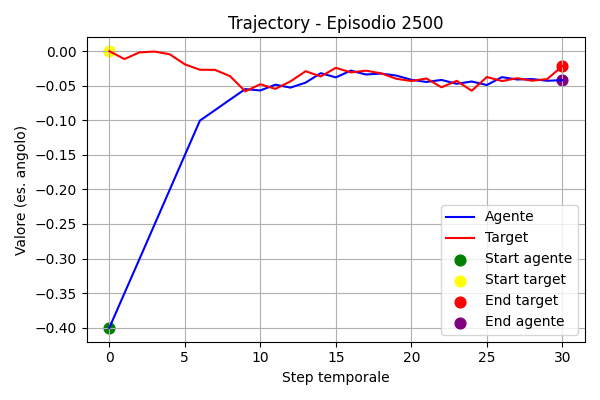 Trajectory - Episodio 2500
Valore (es. angolo)
0.00
−0.05
−0.10
−0.15
−0.20
−0.25
−0.30
−0.35
−0.40
Agente
Target
Start agente
Start target
End target
End agente
0 5 10 15 20 25 30
Step temporale